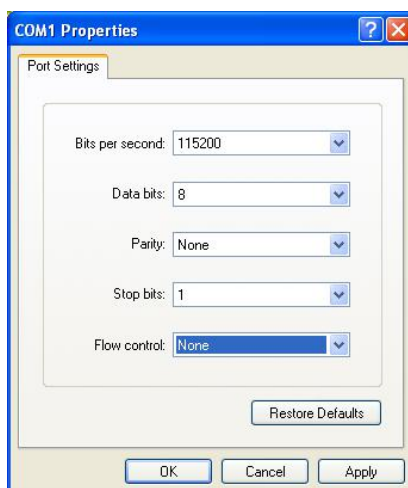 COM1 Properties
Port Settings
Bits per second: 115200
Data bits: 8
Parity: None
Stop bits: 1
Flow control: None
Restore Defaults
OK Cancel Apply